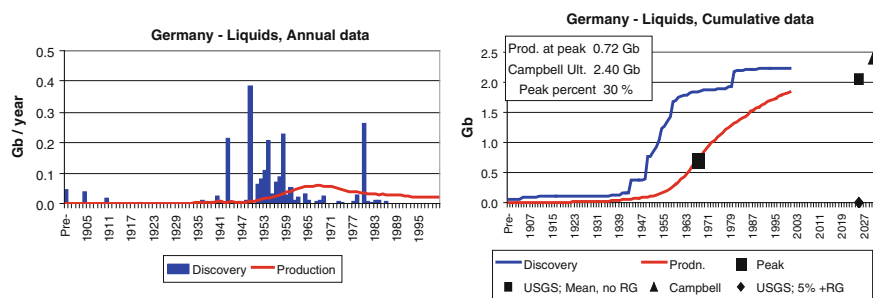 Germany - Liquids, Annual data
Gb / year
0.5
0.4
0.3
0.2
0.1
0.0
Pre-
1905
1911
1917
1923
1929
1935
1941
1947
1953
1959
1965
1971
1977
1983
1989
1995
Discovery
Production
Germany - Liquids, Cumulative data
Prod. at peak 0.72 Gb
Campbell Ult. 2.40 Gb
Peak percent 30 %
Gb
2.5
2.0
1.5
1.0
0.5
0.0
Pre-
1907
1915
1923
1931
1939
1947
1955
1963
1971
1979
1987
1995
2003
2011
2019
2027
Discovery
Prodn.
Peak
USGS; Mean, no RG
Campbell
USGS; 5% +RG